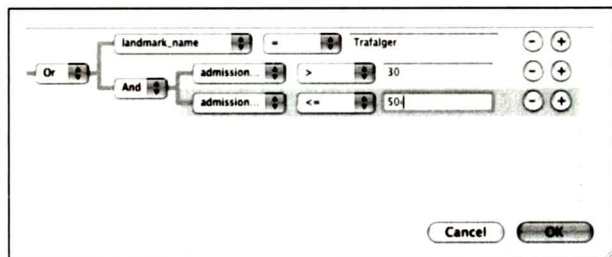 landmark_name = Trafalger
Or
admission... > 30
And
admission... <= 50
Cancel OK